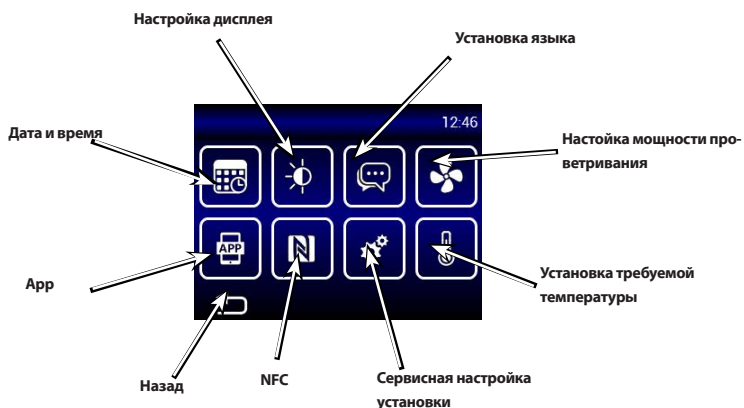 Настройка дисплея
Установка языка
12:46
Дата и время
Настойка мощности про-
ветривания
APP
App
Установка требуемой
температуры
Назад
NFC
Сервисная настройка
установки